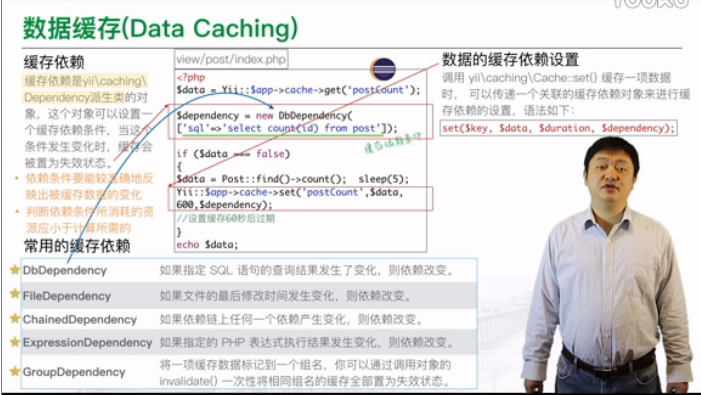 数据缓存(Data Caching)
缓存依赖
缓存依赖是yii\caching\
Dependency派生类的对
象，这个对象可以设置一
个缓存依赖条件，当这个
条件发生变化时，缓存会
被置为失效状态。
• 依赖条件要能较准确地反
映出被缓存数据的变化
• 判断依赖条件所消耗的资
源应小于计算所需的
view/post/index.php
<?php
$data = Yii::$app->cache->get('postCount');
$dependency = new DbDependency(
['sql'=>'select count(id) from post']);
缓存依赖条件
if ($data === false)
{
$data = Post::find()->count();  sleep(5);
Yii::$app->cache->set('postCount',$data,
600,$dependency);
//设置缓存60秒后过期
}
echo $data;
数据的缓存依赖设置
调用 yii\caching\Cache::set() 缓存一项数据
时，可以传递一个关联的缓存依赖对象来进行缓
存依赖的设置，语法如下：
set($key, $data, $duration, $dependency);
常用的缓存依赖
DbDependency 如果指定 SQL 语句的查询结果发生了变化，则依赖改变。
FileDependency 如果文件的最后修改时间发生变化，则依赖改变。
ChainedDependency 如果依赖链上任何一个依赖产生变化，则依赖改变。
ExpressionDependency 如果指定的 PHP 表达式执行结果发生变化，则依赖改变。
GroupDependency 将一项缓存数据标记到一个组名，你可以通过调用对象的
invalidate() 一次性将相同组名的缓存全部置为失效状态。